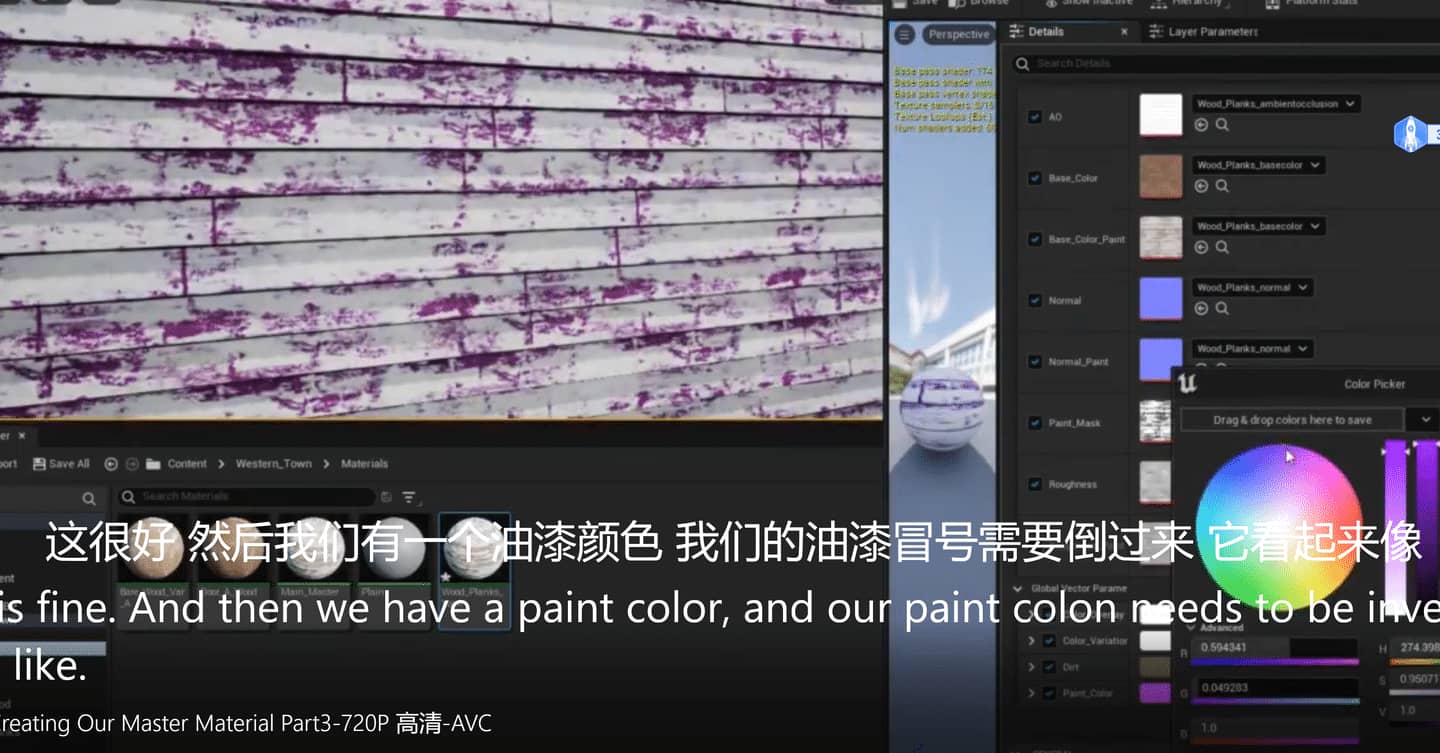 Save Browse Show Inactive Hierarchy Platform Stats
Perspective
Details
Layer Parameters
Search Details
Base pass shader: 174
Base pass shader with
Base pass vertex shade
Texture samplers: 8/16
Texture Lookups (Est.)
Num shaders added: 6
AO
Wood_Planks_ambientocclusion
Base_Color
Wood_Planks_basecolor
Base_Color_Paint
Wood_Planks_basecolor
Normal
Wood_Planks_normal
Normal_Paint
Wood_Planks_normal
Color Picker
Paint_Mask
Drag & drop colors here to save
Roughness
er
ort Save All Content Western_Town Materials
Search Materials
这很好 然后我们有一个油漆颜色 我们的油漆冒号需要倒过来 它看起来像
ent
Main_Master
Plain
Wood_Planks_
Global Vector Parame
is fine. And then we have a paint color, and our paint colon needs to be inve
like.
Advanced
Color_Variation
R 0.594341
H 274.398
Dirt
S 0.95071
Paint_Color
G 0.049283
V 1.0
B 1.0
reating Our Master Material Part3-720P 高清-AVC